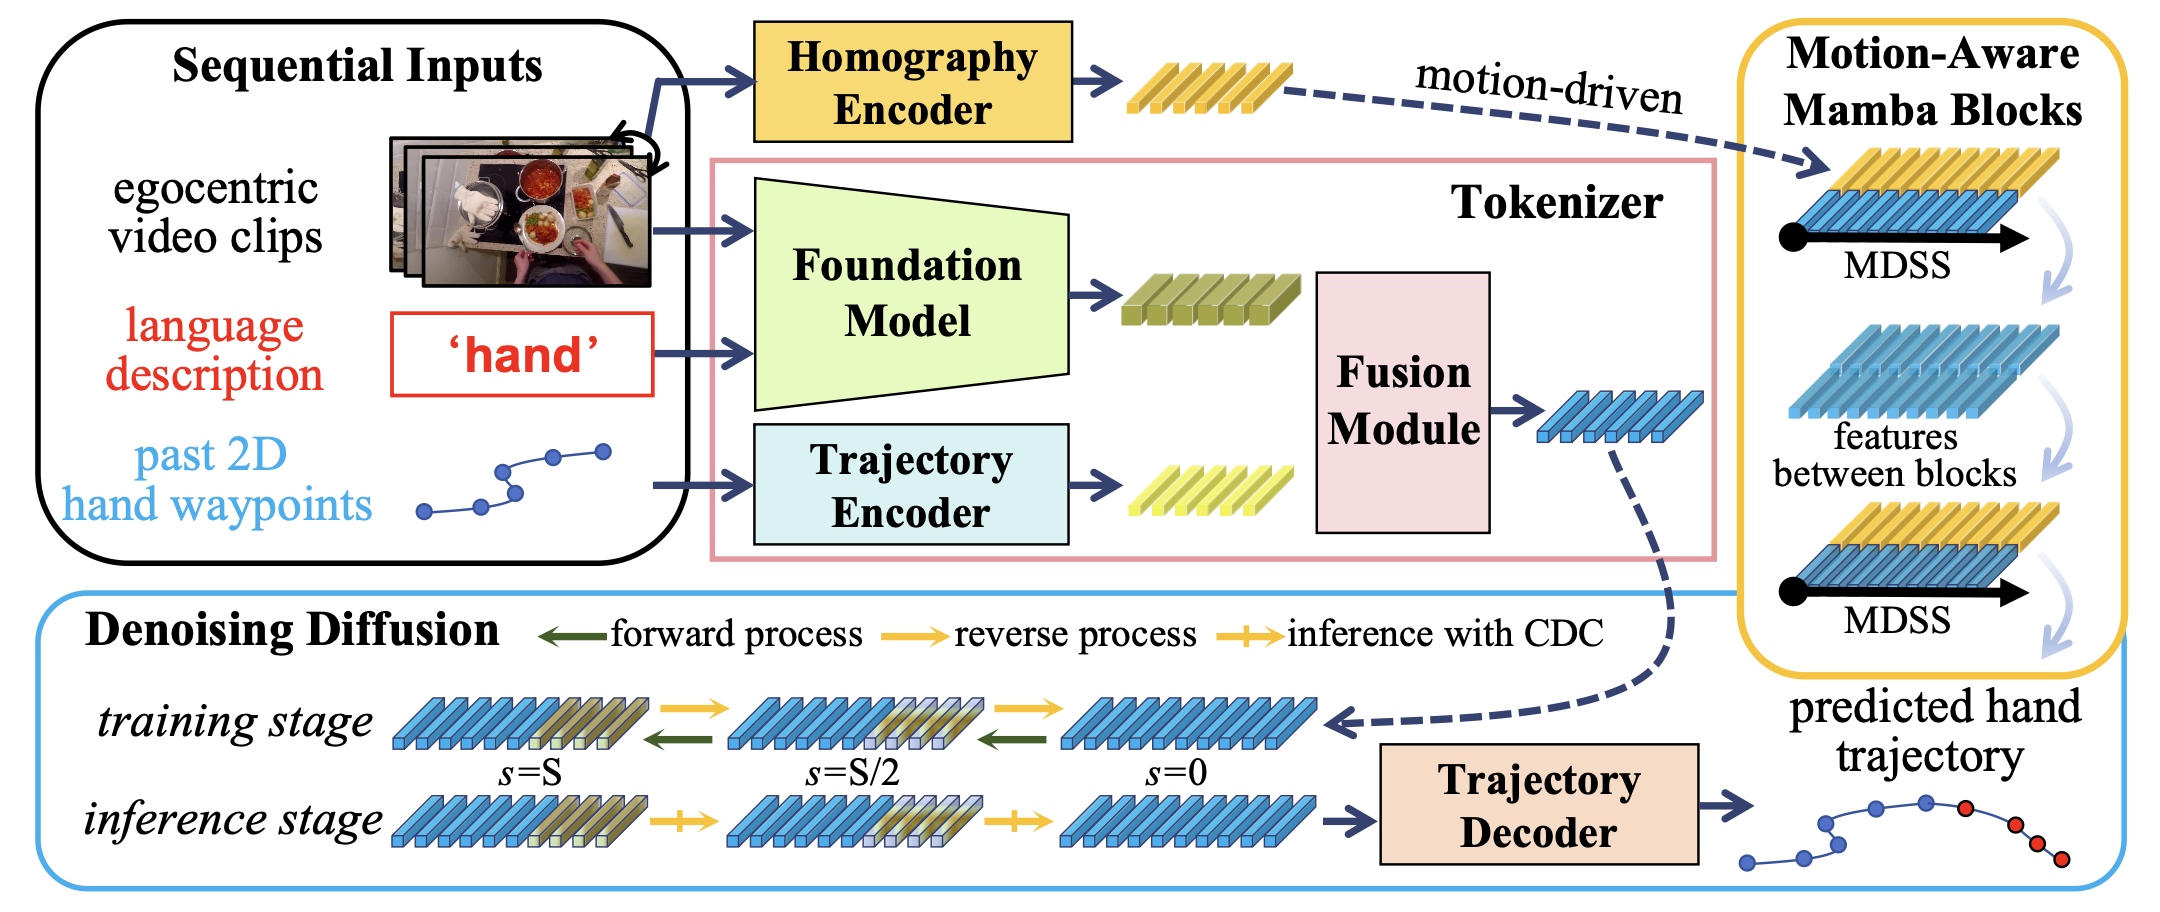 Sequential Inputs
egocentric
video clips
language
description
‘hand’
past 2D
hand waypoints
Homography
Encoder
motion-driven
Tokenizer
Foundation
Model
Trajectory
Encoder
Fusion
Module
Motion-Aware
Mamba Blocks
MDSS
features
between blocks
MDSS
Denoising Diffusion
forward process
reverse process
inference with CDC
training stage
s=S
s=S/2
s=0
inference stage
Trajectory
Decoder
predicted hand
trajectory